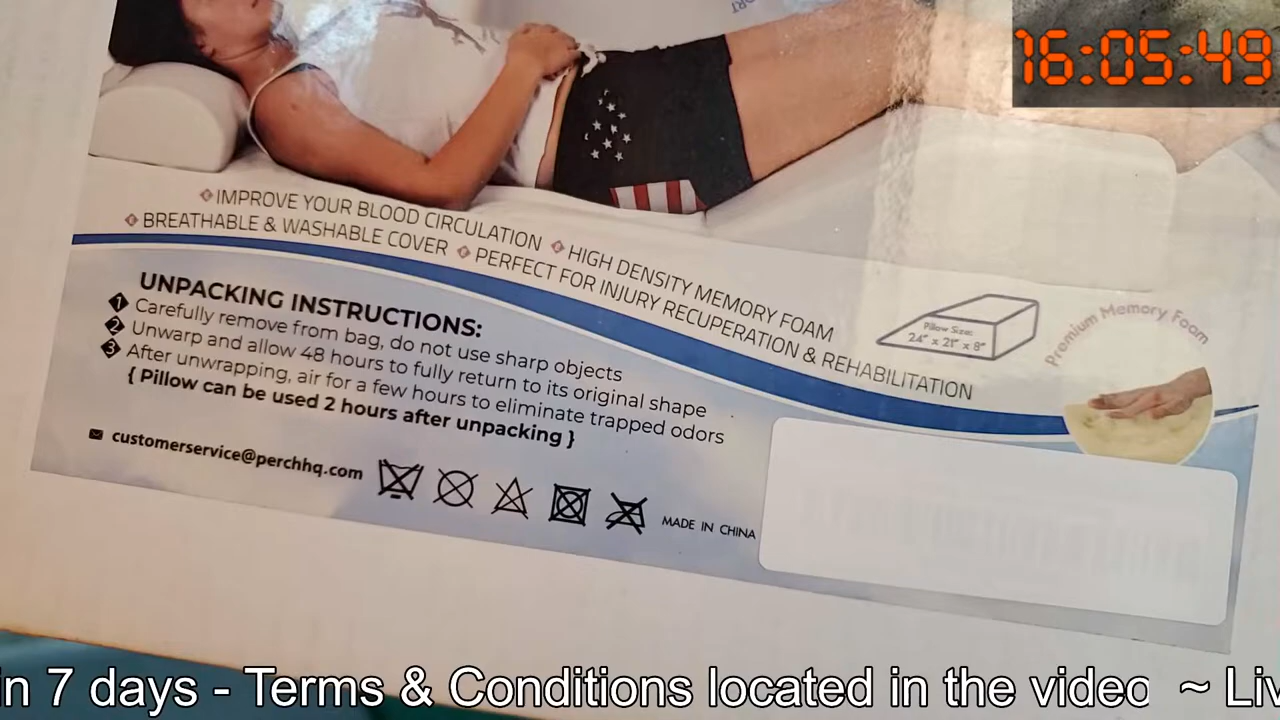 16:05:49
IMPROVE YOUR BLOOD CIRCULATION HIGH DENSITY MEMORY FOAM
BREATHABLE & WASHABLE COVER PERFECT FOR INJURY RECUPERATION & REHABILITATION
Pillow Size:
24" x 21" x 8"
Premium Memory Foam
UNPACKING INSTRUCTIONS:
1 Carefully remove from bag, do not use sharp objects
2 Unwarp and allow 48 hours to fully return to its original shape
3 After unwrapping, air for a few hours to eliminate trapped odors
{ Pillow can be used 2 hours after unpacking }
customerservice@perchhq.com
MADE IN CHINA
in 7 days - Terms & Conditions located in the video ~ Liv